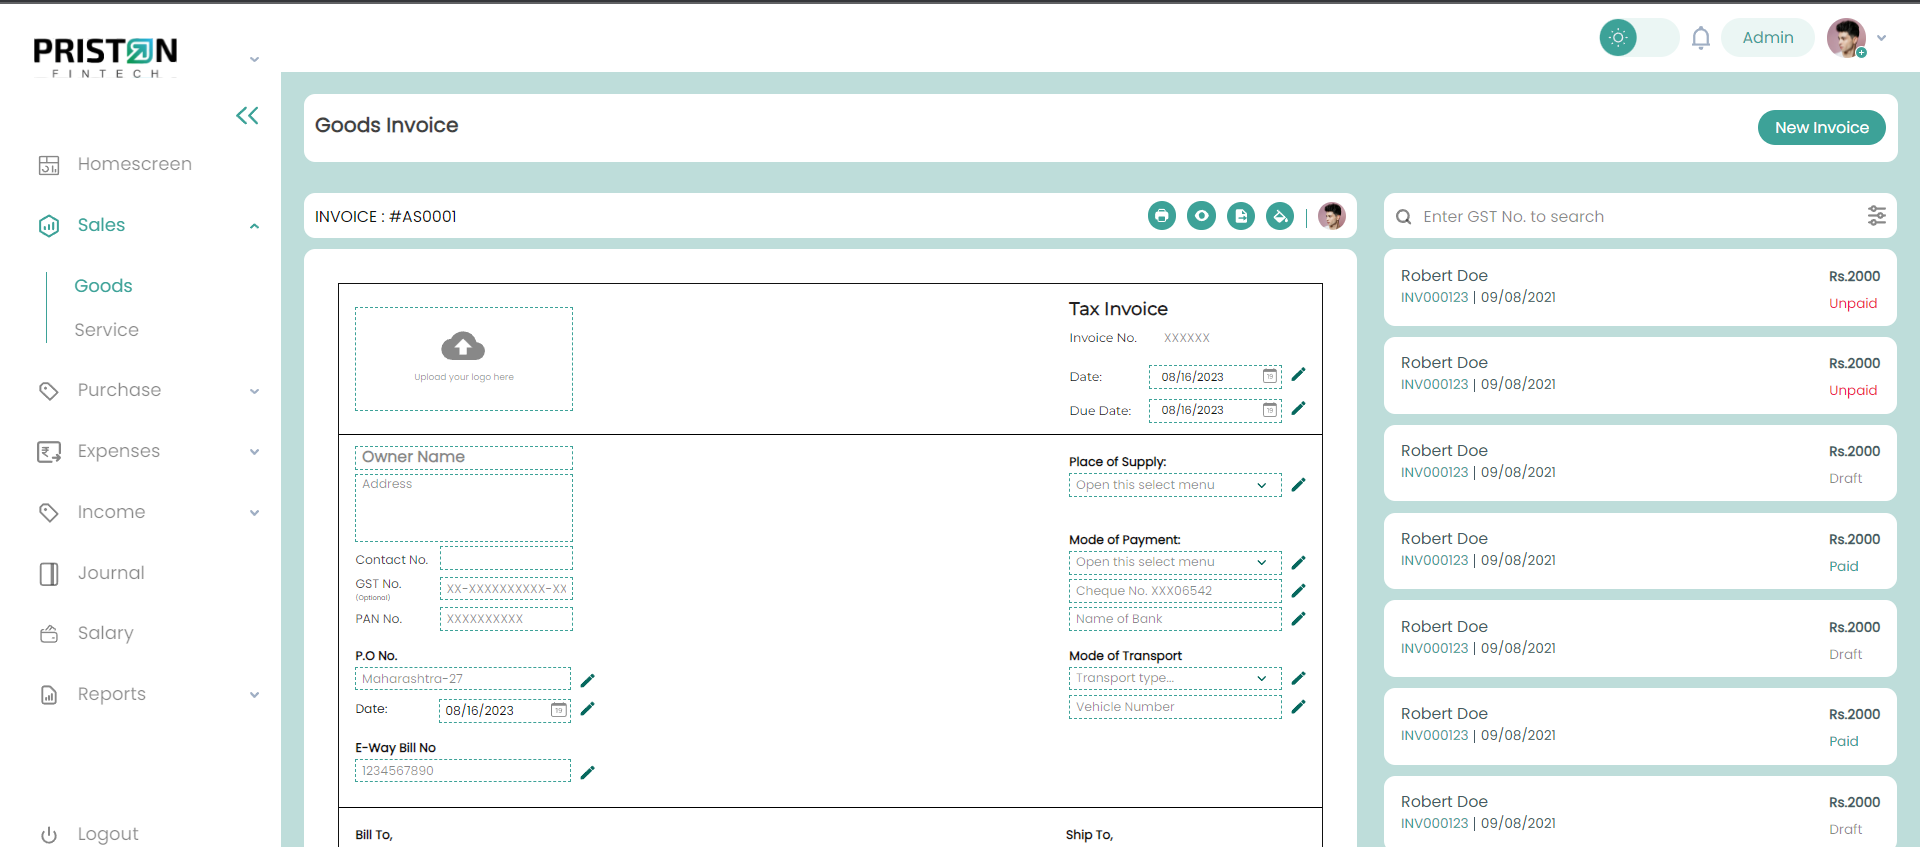 PRISTON
FINTECH
Admin
Homescreen
Sales
Goods
Service
Purchase
Expenses
Income
Journal
Salary
Reports
Logout
Goods Invoice
New Invoice
INVOICE : #AS0001
Upload your logo here
Tax Invoice
Invoice No. XXXXXX
Date: 08/16/2023
Due Date: 08/16/2023
Owner Name
Address
Contact No.
GST No. XX-XXXXXXXXXX-XX
(Optional)
PAN No. XXXXXXXXXX
P.O No.
Maharashtra-27
Date: 08/16/2023
E-Way Bill No
1234567890
Place of Supply:
Open this select menu
Mode of Payment:
Open this select menu
Cheque No. XXX06542
Name of Bank
Mode of Transport
Transport type...
Vehicle Number
Bill To,
Ship To,
Enter GST No. to search
Robert Doe Rs.2000
INV000123 | 09/08/2021
Unpaid
Robert Doe Rs.2000
INV000123 | 09/08/2021
Unpaid
Robert Doe Rs.2000
INV000123 | 09/08/2021
Draft
Robert Doe Rs.2000
INV000123 | 09/08/2021
Paid
Robert Doe Rs.2000
INV000123 | 09/08/2021
Draft
Robert Doe Rs.2000
INV000123 | 09/08/2021
Paid
Robert Doe Rs.2000
INV000123 | 09/08/2021
Draft